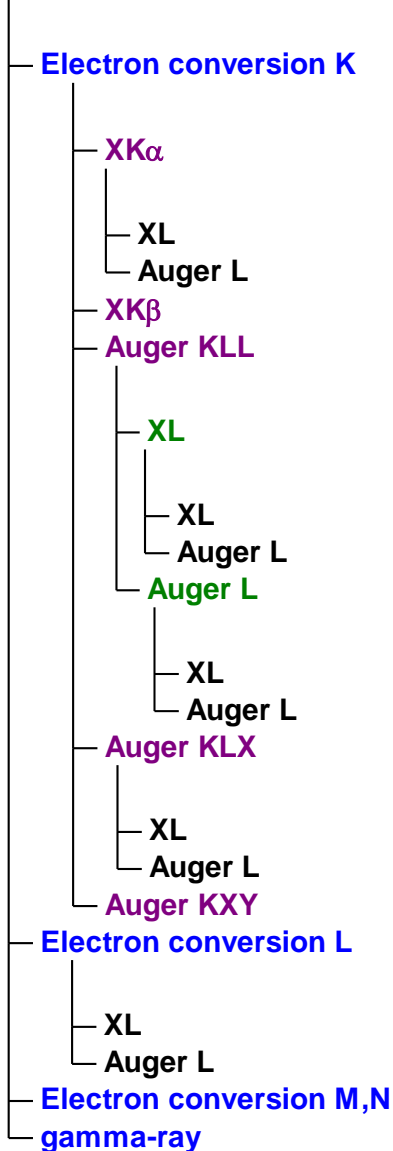 Electron conversion K
XKα
XL
Auger L
XKβ
Auger KLL
XL
XL
Auger L
Auger L
XL
Auger L
Auger KLX
XL
Auger L
Auger KXY
Electron conversion L
XL
Auger L
Electron conversion M,N
gamma-ray